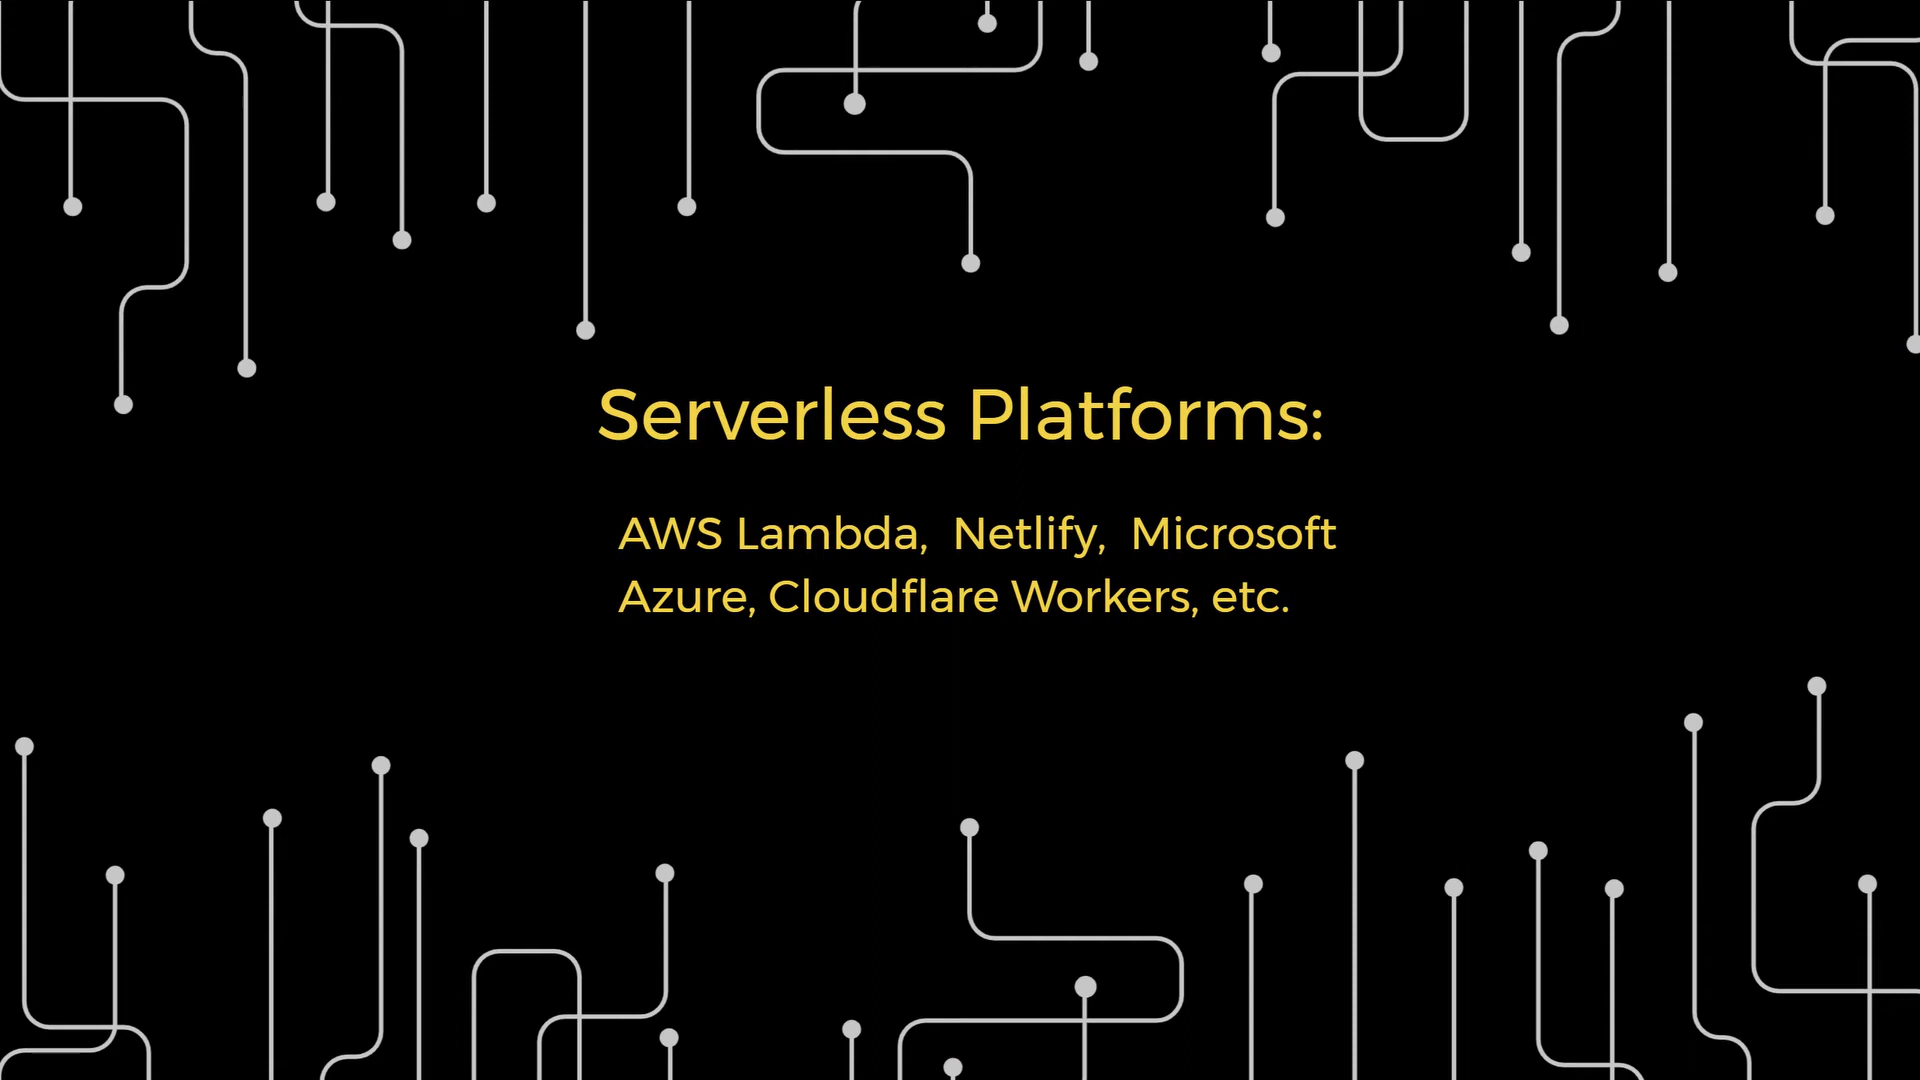 Serverless Platforms:
AWS Lambda, Netlify, Microsoft
Azure, Cloudflare Workers, etc.